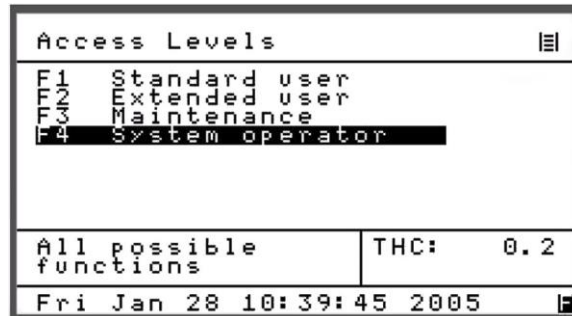 Access Levels
F1 Standard user
F2 Extended user
F3 Maintenance
F4 System operator
All possible
functions
THC: 0.2
Fri Jan 28 10:39:45 2005 F